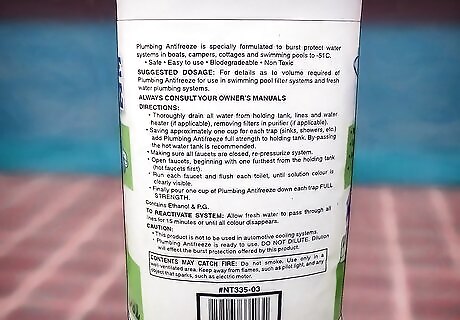 Plumbing Antifreeze is specially formulated to burst protect water
systems in boats, campers, cottages and swimming pools to -51C.
• Safe • Easy to use • Biodegradeable • Non Toxic
SUGGESTED DOSAGE: For details as to volume required of
Plumbing Antifreeze for use in swimming pool filter systems and fresh
water plumbing systems.
ALWAYS CONSULT YOUR OWNER'S MANUALS
DIRECTIONS:
• Thoroughly drain all water from holding tank, lines and water
heater (if applicable), removing filters in purifier (if applicable).
• Saving approximately one cup for each trap (sinks, showers, etc.)
add Plumbing Antifreeze full strength to holding tank. By-passing
the hot water tank is recommended.
• Making sure all faucets are closed, re-pressurize system.
• Open faucets, beginning with one furthest from the holding tank
(hot faucets first).
• Run each faucet and flush each toilet, until solution colour is
clearly visible.
• Finally pour one cup of Plumbing Antifreeze down each trap FULL
STRENGTH.
Contains Ethanol & P.G.
TO REACTIVATE SYSTEM: Allow fresh water to pass through all
lines for 15 minutes or until all colour disappears.
CAUTION:
• This product is not to be used in automotive cooling systems.
• Plumbing Antifreeze is ready to use. DO NOT DILUTE. Dilution
will effect the burst protection offered by this product.
CONTENTS MAY CATCH FIRE: Do not smoke. Use only in a
well-ventilated area. Keep away from flames, such as pilot light, and any
object that sparks, such as electric motor.
#NT335-03